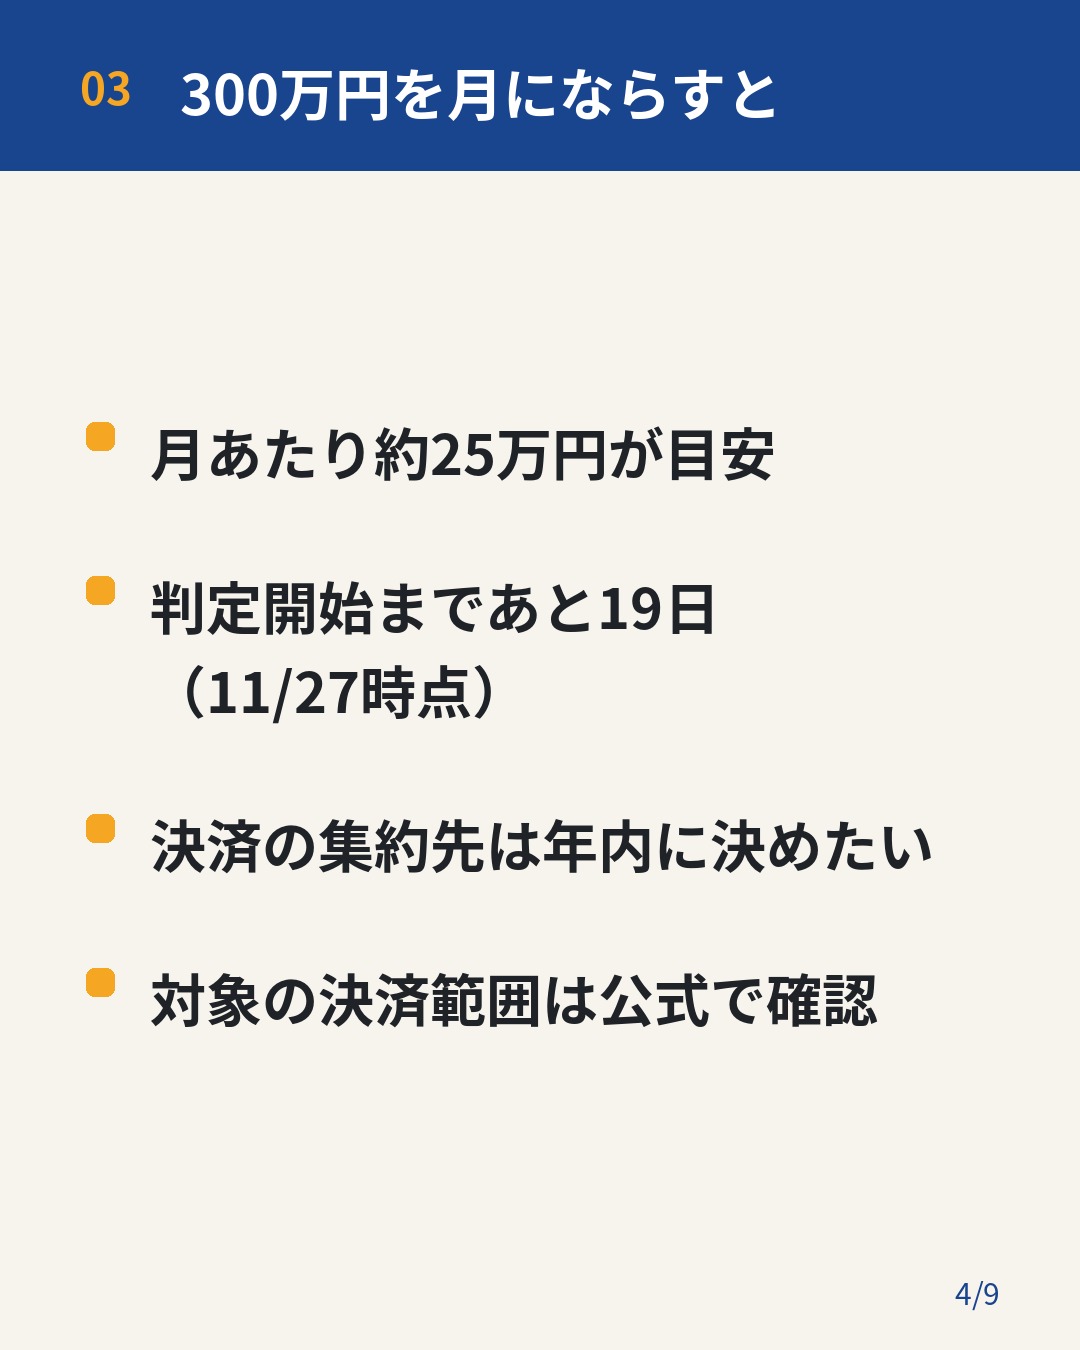 03 300万円を月にならすと
月あたり約25万円が目安
判定開始まであと19日
（11/27時点）
決済の集約先は年内に決めたい
対象の決済範囲は公式で確認
4/9